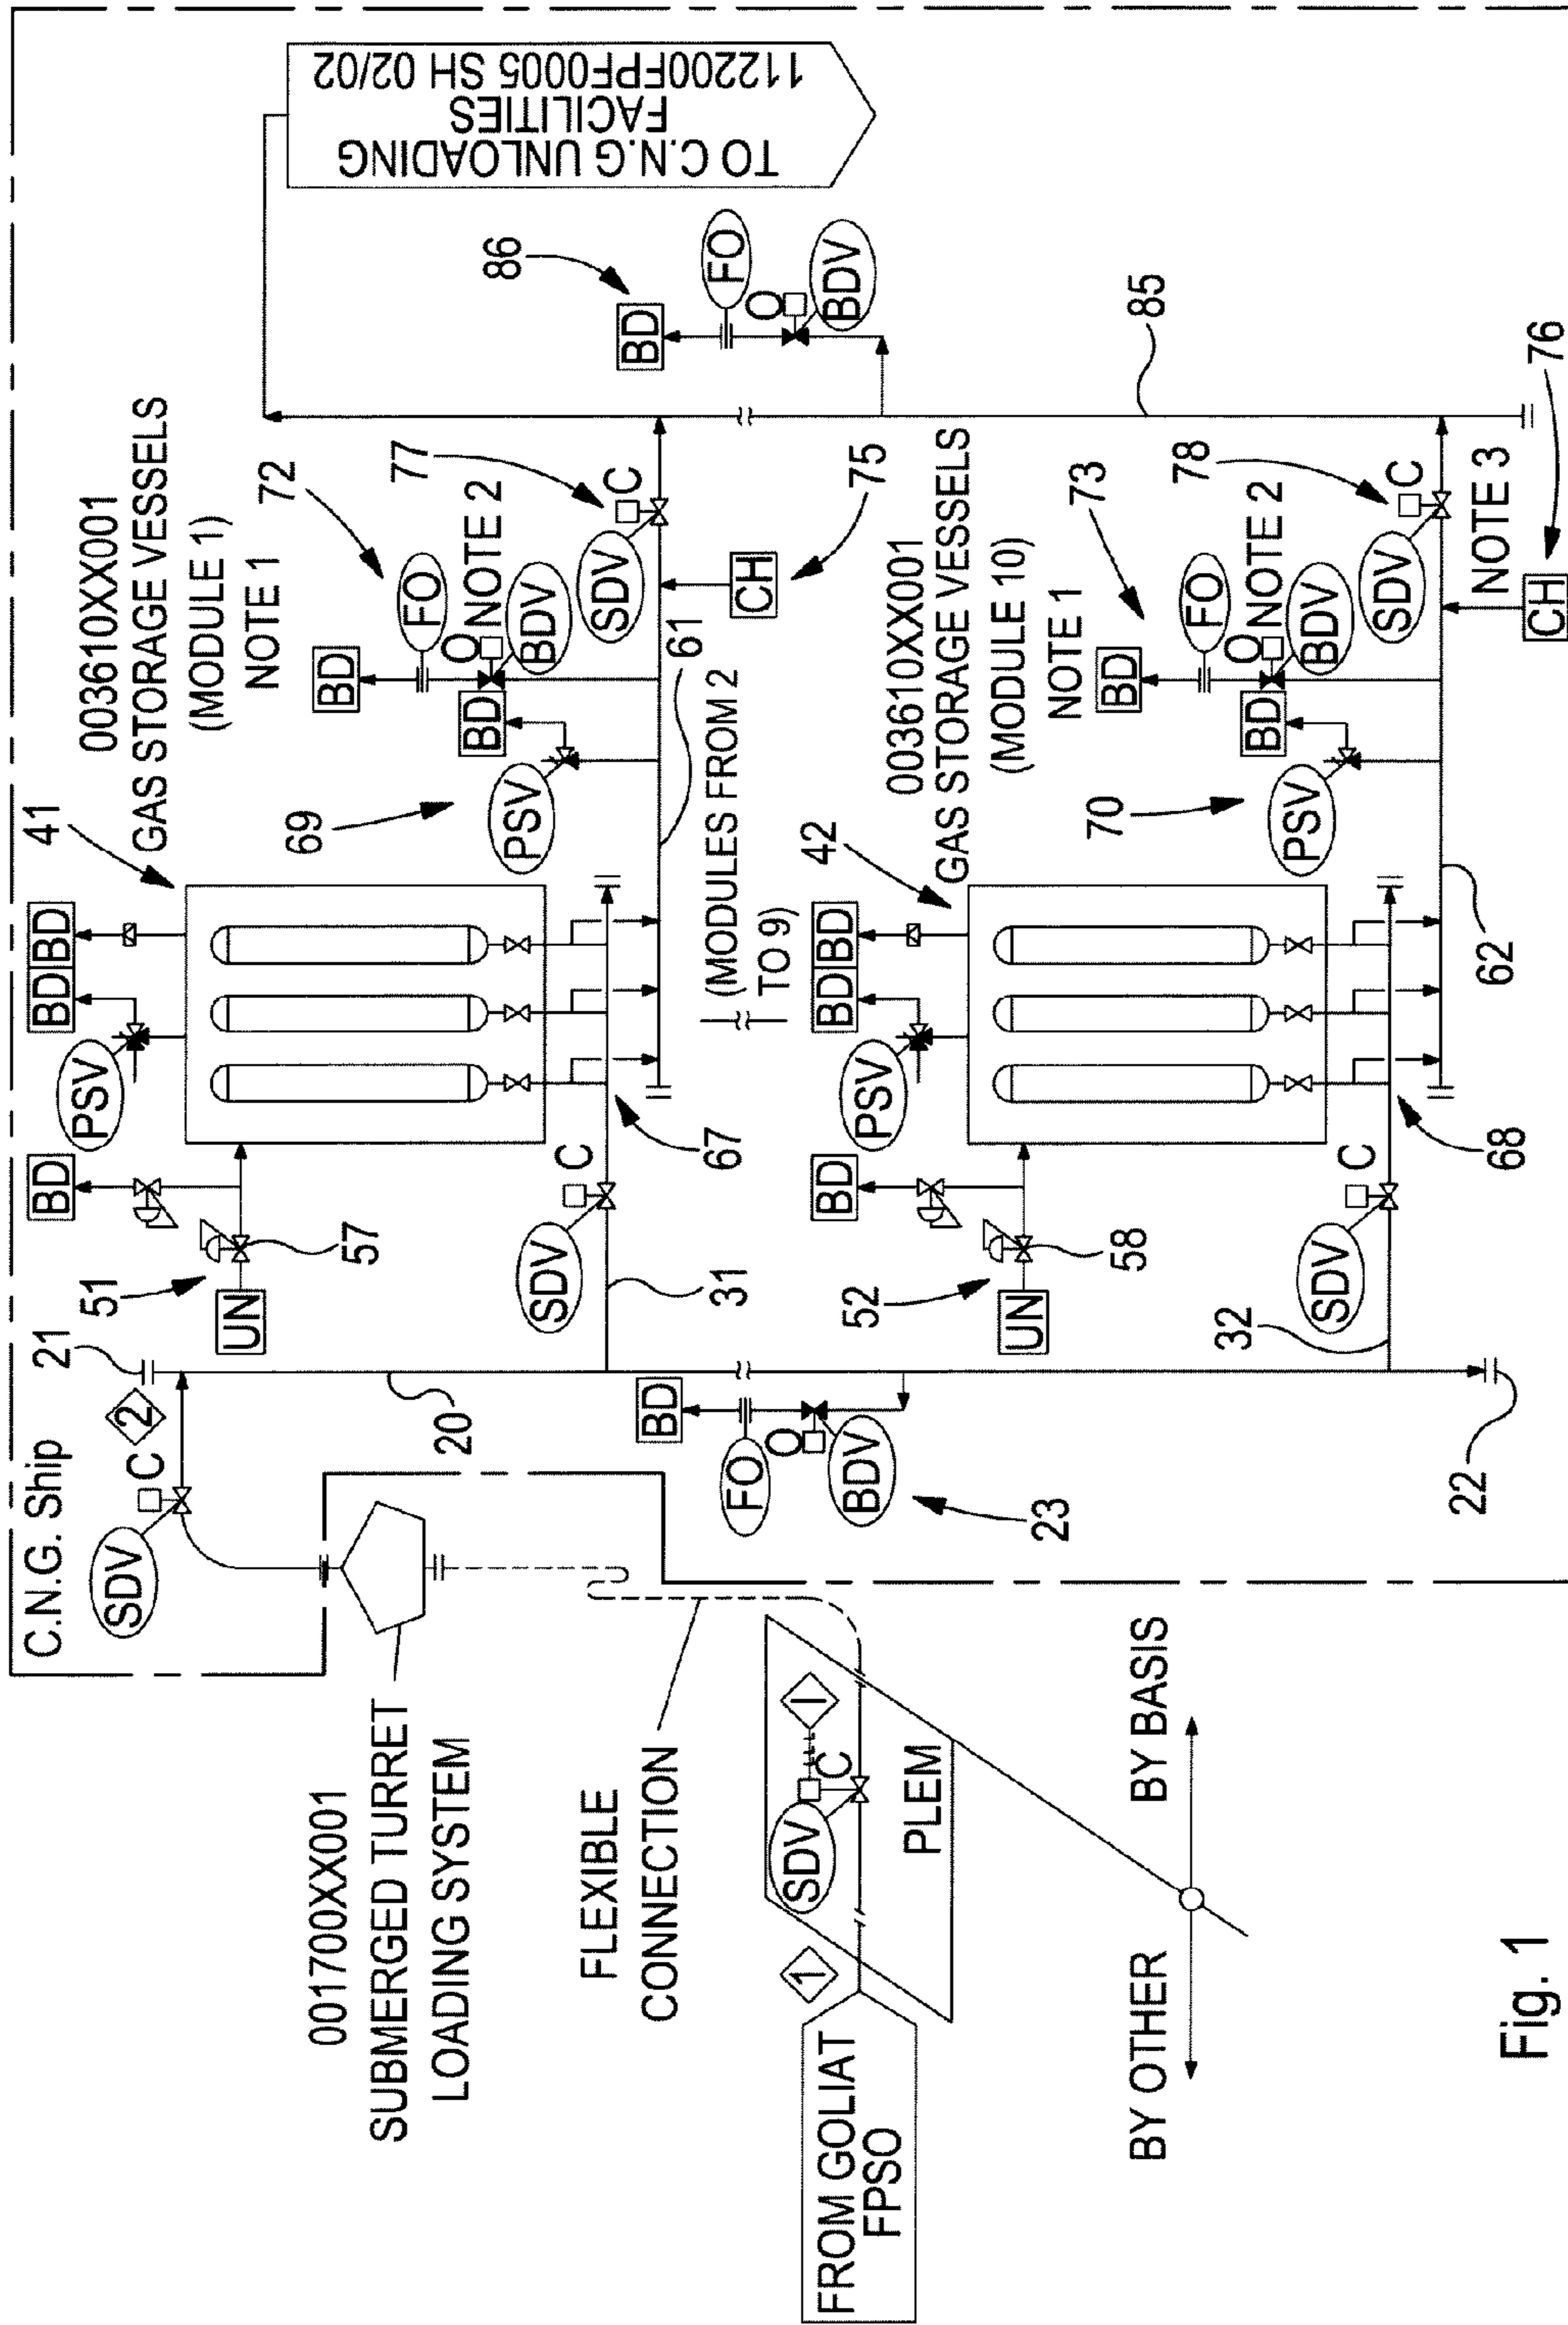 C.N.G. Ship
SDV
C
2
21
20
001700XX001
SUBMERGED TURRET
LOADING SYSTEM
FLEXIBLE
CONNECTION
FROM GOLIAT
FPSO
1
SDV
C
I
PLEM
BY OTHER
BY BASIS
BD
FO
O
BDV
23
22
51
UN
57
BD
PSV
BD
BD
41
003610XX001
GAS STORAGE VESSELS
(MODULE 1)
NOTE 1
SDV
C
31
67
69
PSV
BD
72
BD
FO
O
NOTE 2
BDV
77
SDV
C
CH
75
61
(MODULES FROM 2
TO 9)
52
UN
58
BD
PSV
BD
BD
42
003610XX001
GAS STORAGE VESSELS
(MODULE 10)
NOTE 1
SDV
C
32
68
70
PSV
BD
73
BD
FO
O
NOTE 2
BDV
78
SDV
C
NOTE 3
CH
76
62
86
BD
FO
O
BDV
85
TO C.N.G UNLOADING
FACILITIES
11200FPF0005 SH 02/02
Fig. 1